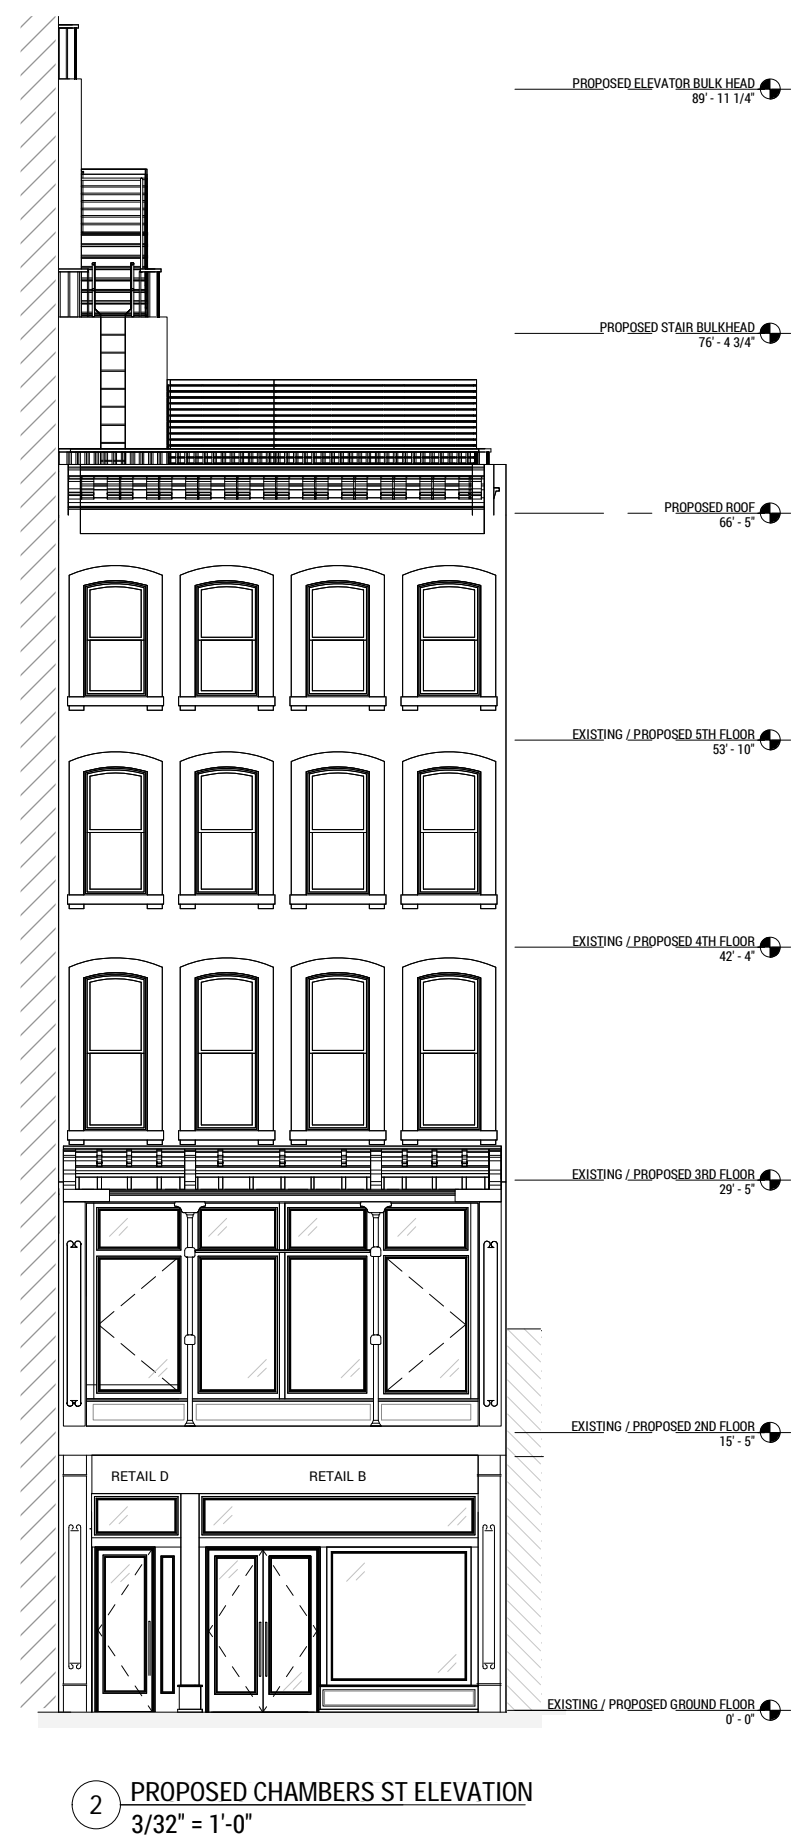 PROPOSED ELEVATOR BULK HEAD
89' - 11 1/4"
PROPOSED STAIR BULKHEAD
76' - 4 3/4"
PROPOSED ROOF
66' - 5"
EXISTING / PROPOSED 5TH FLOOR
53' - 10"
EXISTING / PROPOSED 4TH FLOOR
42' - 4"
EXISTING / PROPOSED 3RD FLOOR
29' - 5"
EXISTING / PROPOSED 2ND FLOOR
15' - 5"
RETAIL D RETAIL B
EXISTING / PROPOSED GROUND FLOOR
0' - 0"
2 PROPOSED CHAMBERS ST ELEVATION
3/32" = 1'-0"